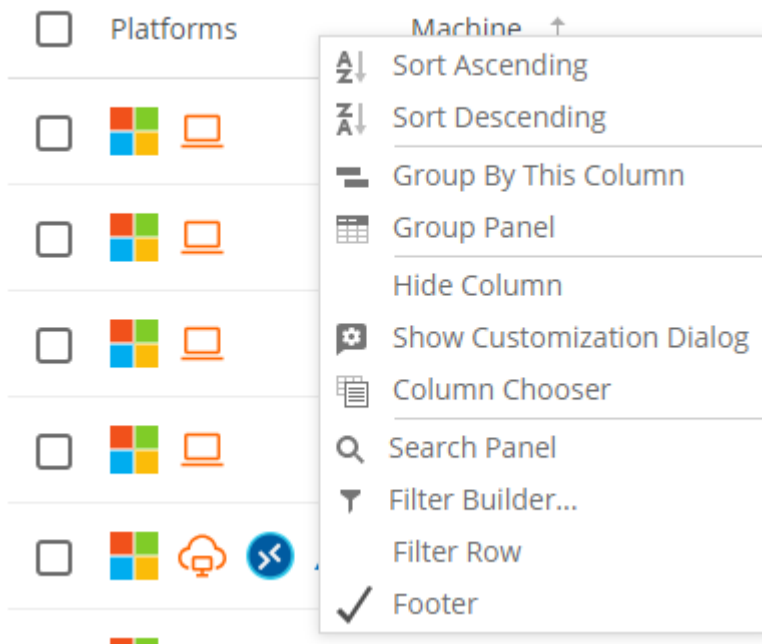 Platforms
Machine
Sort Ascending
Sort Descending
Group By This Column
Group Panel
Hide Column
Show Customization Dialog
Column Chooser
Search Panel
Filter Builder...
Filter Row
Footer